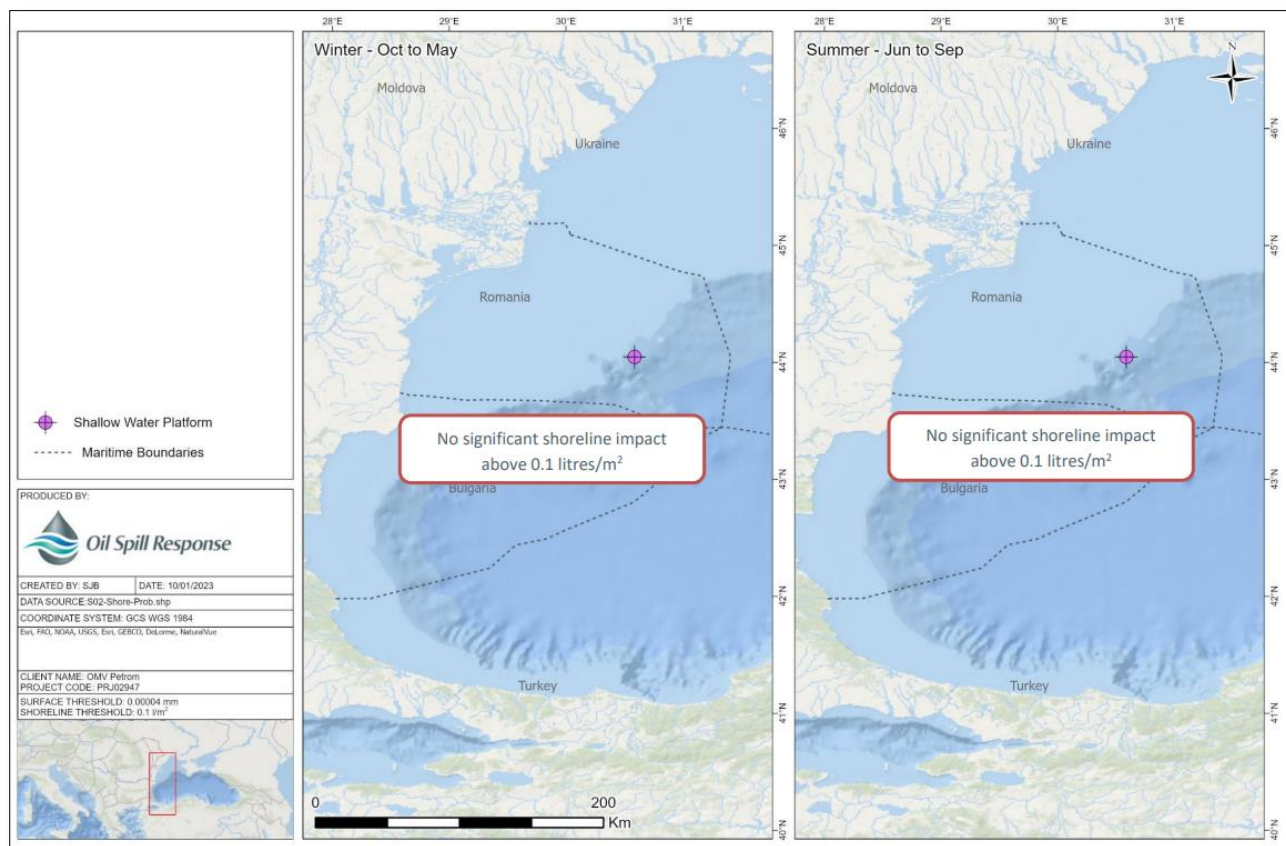 Shallow Water Platform
Maritime Boundaries
PRODUCED BY:
Oil Spill Response
CREATED BY: SJB
DATE: 10/01/2023
DATA SOURCE:S02-Shore-Prob.shp
COORDINATE SYSTEM: GCS WGS 1984
Esri, FAO, NOAA, USGS, Esri, GEBCO, DeLorme, NaturalVue
CLIENT NAME: OMV Petrom
PROJECT CODE: PRJ02947
SURFACE THRESHOLD: 0.00004 mm
SHORELINE THRESHOLD: 0.1 l/m²
28°E 29°E 30°E 31°E
Winter - Oct to May
Moldova
Ukraine
Romania
No significant shoreline impact
above 0.1 litres/m²
Bulgaria
Turkey
0 200
Km
46°N
45°N
44°N
43°N
42°N
41°N
40°N
28°E 29°E 30°E 31°E
Summer - Jun to Sep
N
Moldova
Ukraine
Romania
No significant shoreline impact
above 0.1 litres/m²
Bulgaria
Turkey
46°N
45°N
44°N
43°N
42°N
41°N
40°N